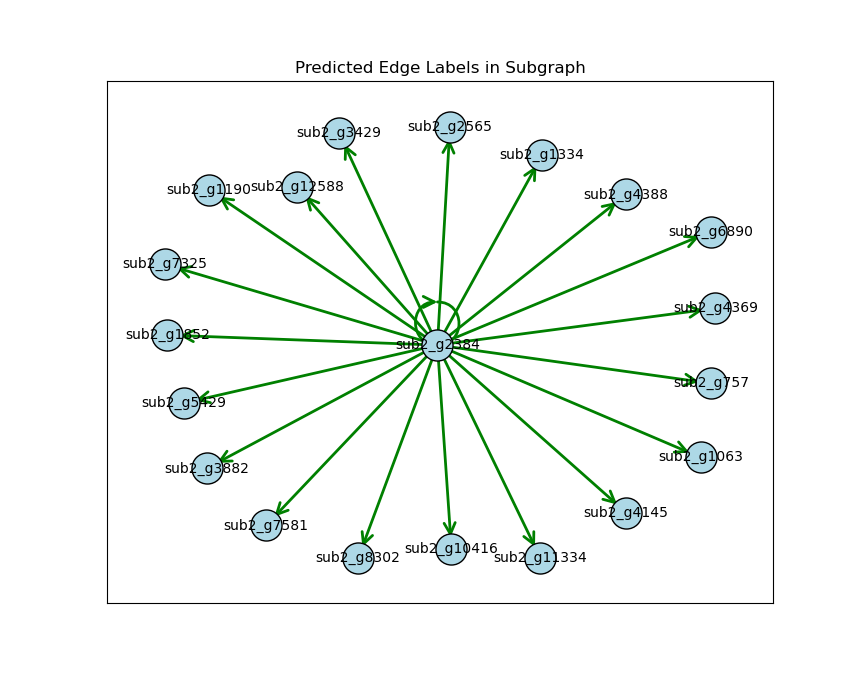 Predicted Edge Labels in Subgraph
sub2_g2565
sub2_g3429
sub2_g1334
sub2_g12588
sub2_g1190
sub2_g4388
sub2_g6890
sub2_g7325
sub2_g4369
sub2_g1852
sub2_g2384
sub2_g757
sub2_g5429
sub2_g1063
sub2_g3882
sub2_g4145
sub2_g7581
sub2_g10416
sub2_g8302
sub2_g11334